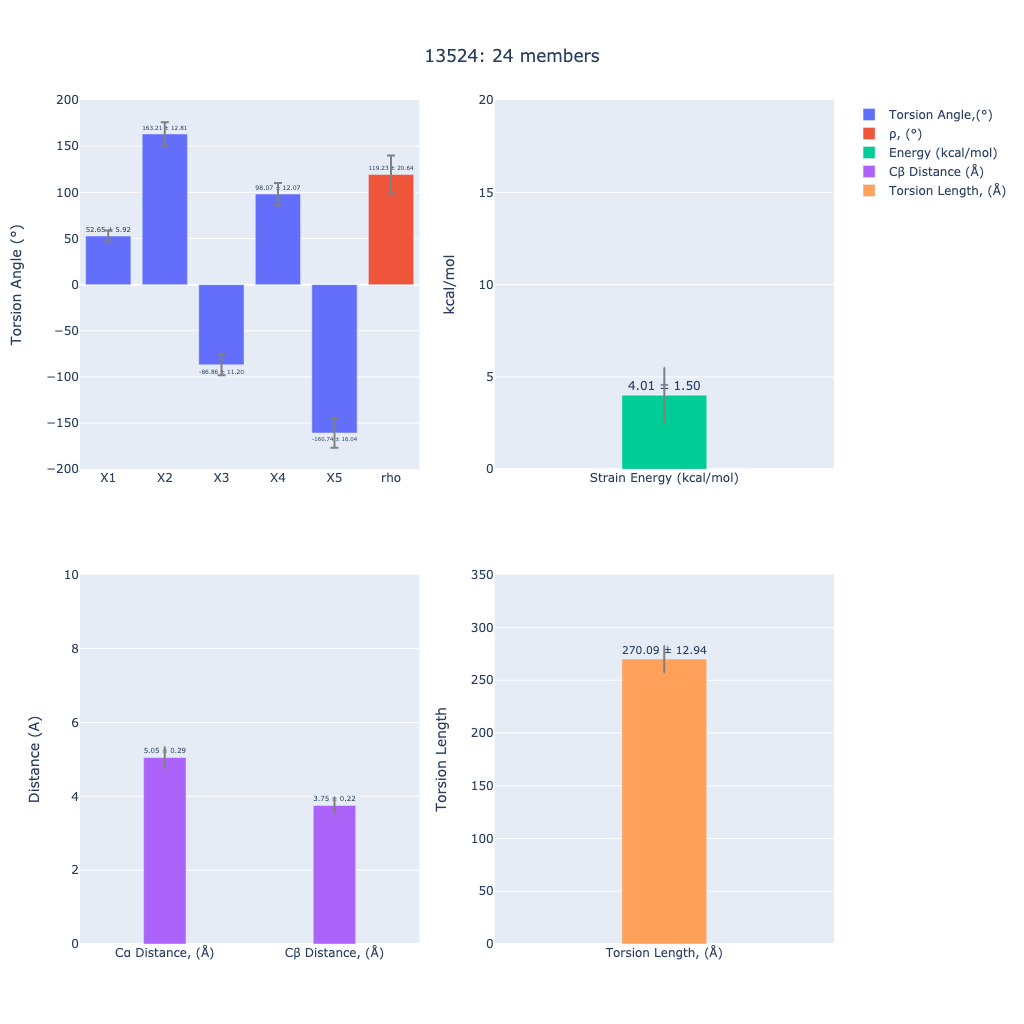 13524: 24 members
Torsion Angle (°)
200
150
100
50
0
−50
−100
−150
−200
52.65 ± 5.92
163.21 ± 12.81
-86.86 ± 11.20
98.07 ± 12.07
-160.74 ± 16.04
119.23 ± 20.64
X1 X2 X3 X4 X5 rho
kcal/mol
20
15
10
5
0
4.01 ± 1.50
Strain Energy (kcal/mol)
Torsion Angle,(°)
ρ, (°)
Energy (kcal/mol)
Cβ Distance (Å)
Torsion Length, (Å)
Distance (A)
10
8
6
4
2
0
5.05 ± 0.29
3.75 ± 0.22
Cα Distance, (Å) Cβ Distance, (Å)
Torsion Length
350
300
250
200
150
100
50
0
270.09 ± 12.94
Torsion Length, (Å)